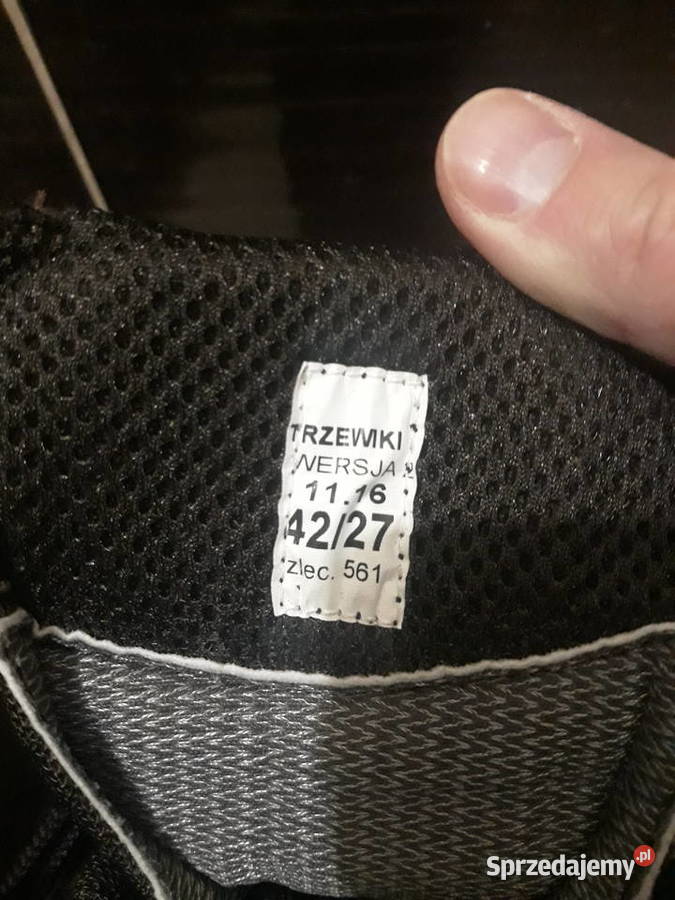 TRZEWIKI
WERSJA
11.16
42/27
zlec. 561
Sprzedajemy.pl